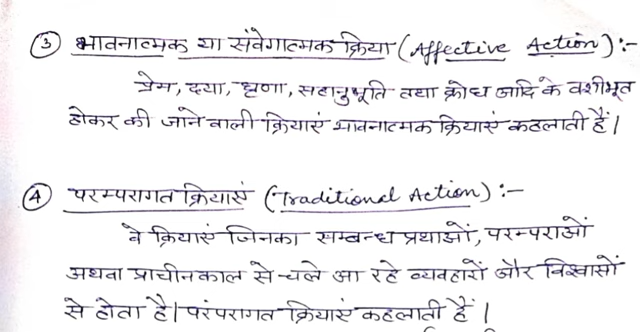 ③ भावनात्मक या संवेगात्मक क्रिया (Affective Action):-
प्रेम, दया, घृणा, सहानुभूति तथा क्रोध आदि के वशीभूत
होकर की जाने वाली क्रियाएं भावनात्मक क्रियाएं कहलाती हैं।
④ परम्परागत क्रियाएं (Traditional Action):-
वे क्रियाएं जिनका सम्बन्ध प्रथाओं, परम्पराओं
अथवा प्राचीनकाल से चले आ रहे व्यवहारों और विश्वासों
से होता है। परंपरागत क्रियाएं कहलाती हैं।